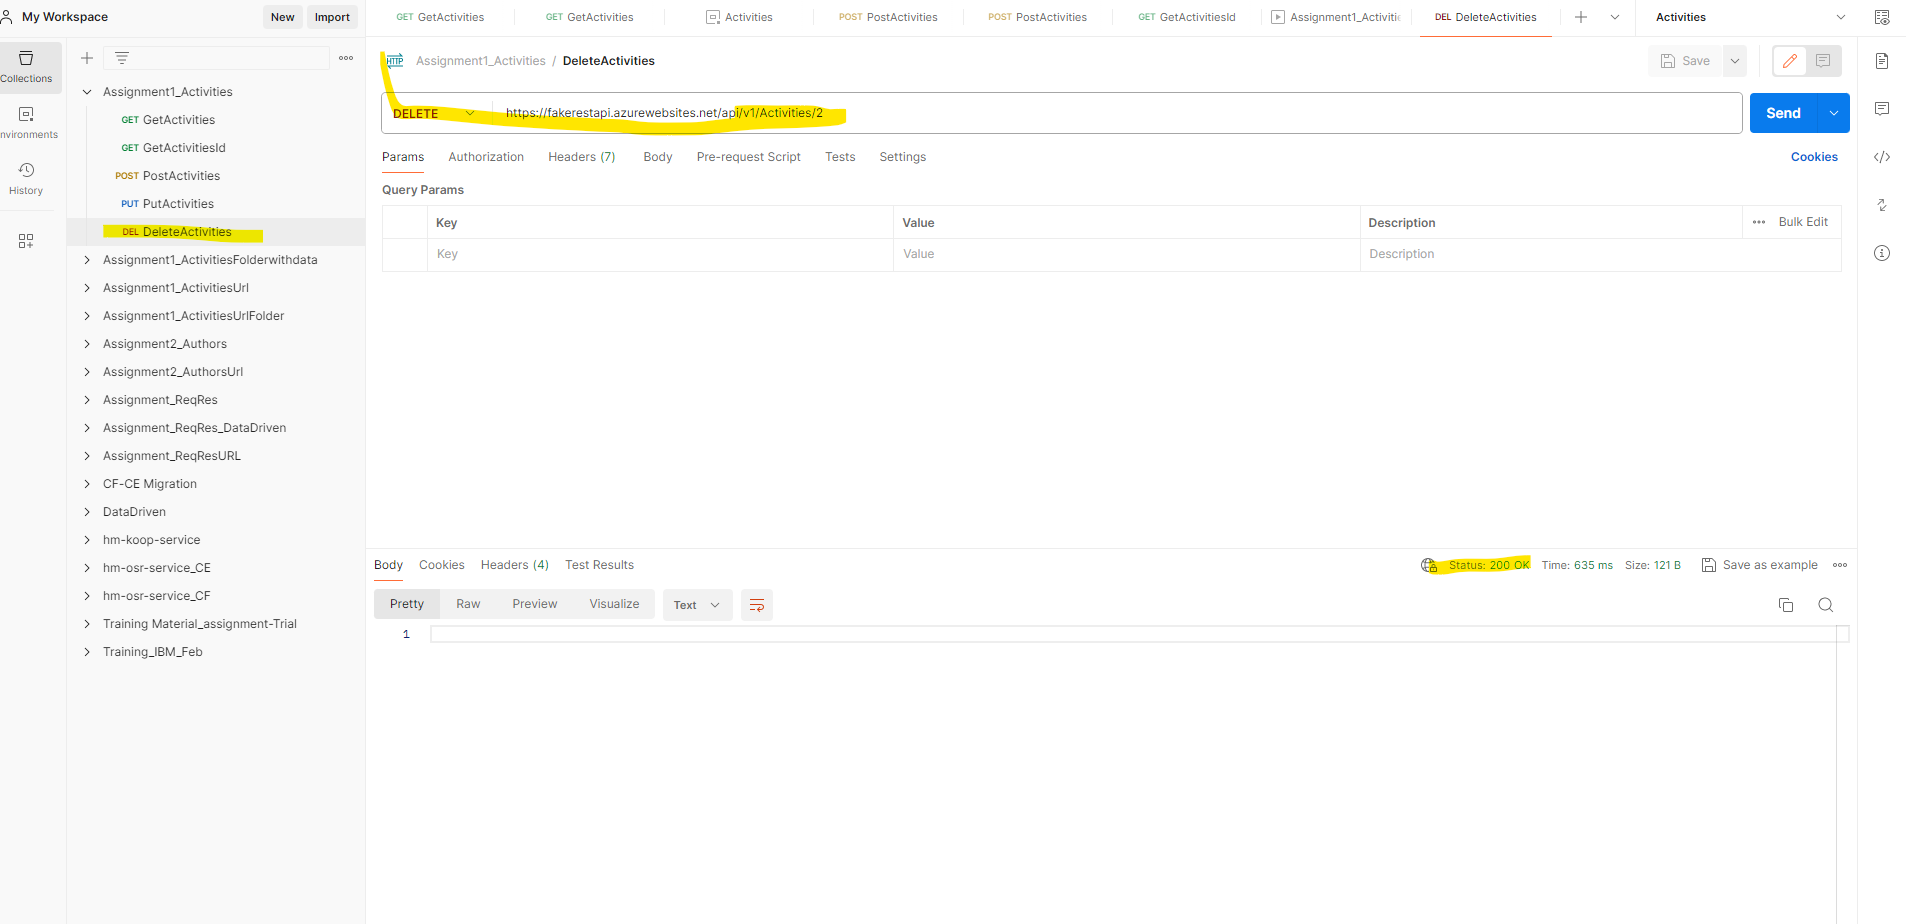 My Workspace
New
Import
GET GetActivities
GET GetActivities
Activities
POST PostActivities
POST PostActivities
GET GetActivitiesId
Assignment1_Activitie
DEL DeleteActivities
Activities
Collections
nvironments
History
Assignment1_Activities
GET GetActivities
GET GetActivitiesId
POST PostActivities
PUT PutActivities
DEL DeleteActivities
Assignment1_ActivitiesFolderwithdata
Assignment1_ActivitiesUrl
Assignment1_ActivitiesUrlFolder
Assignment2_Authors
Assignment2_AuthorsUrl
Assignment_ReqRes
Assignment_ReqRes_DataDriven
Assignment_ReqResURL
CF-CE Migration
DataDriven
hm-koop-service
hm-osr-service_CE
hm-osr-service_CF
Training Material_assignment-Trial
Training_IBM_Feb
HTTP Assignment1_Activities / DeleteActivities
Save
DELETE https://fakerestapi.azurewebsites.net/api/v1/Activities/2
Send
Params Authorization Headers (7) Body Pre-request Script Tests Settings
Cookies
Query Params
Key Value Description Bulk Edit
Key Value Description
Body Cookies Headers (4) Test Results
Status: 200 OK Time: 635 ms Size: 121 B Save as example
Pretty Raw Preview Visualize Text
1